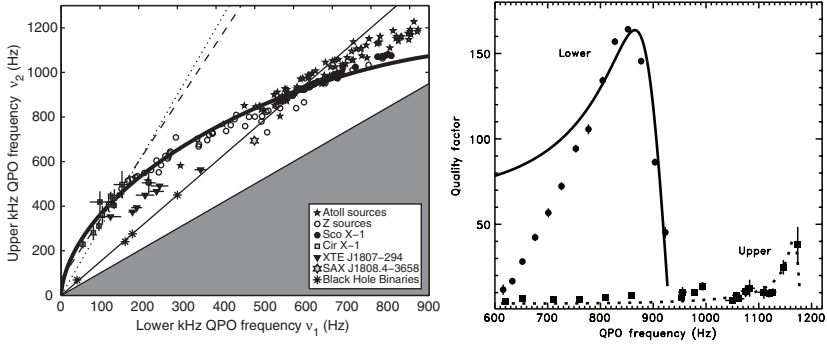 1200
1000
800
600
400
200
0
0 100 200 300 400 500 600 700 800 900
Upper kHz QPO frequency ν2 (Hz)
Lower kHz QPO frequency ν1 (Hz)
Atoll sources
Z sources
Sco X−1
Cir X−1
XTE J1807−294
SAX J1808.4−3658
Black Hole Binaries
150
100
50
Quality factor
Lower
Upper
600 700 800 900 1000 1100 1200
QPO frequency (Hz)